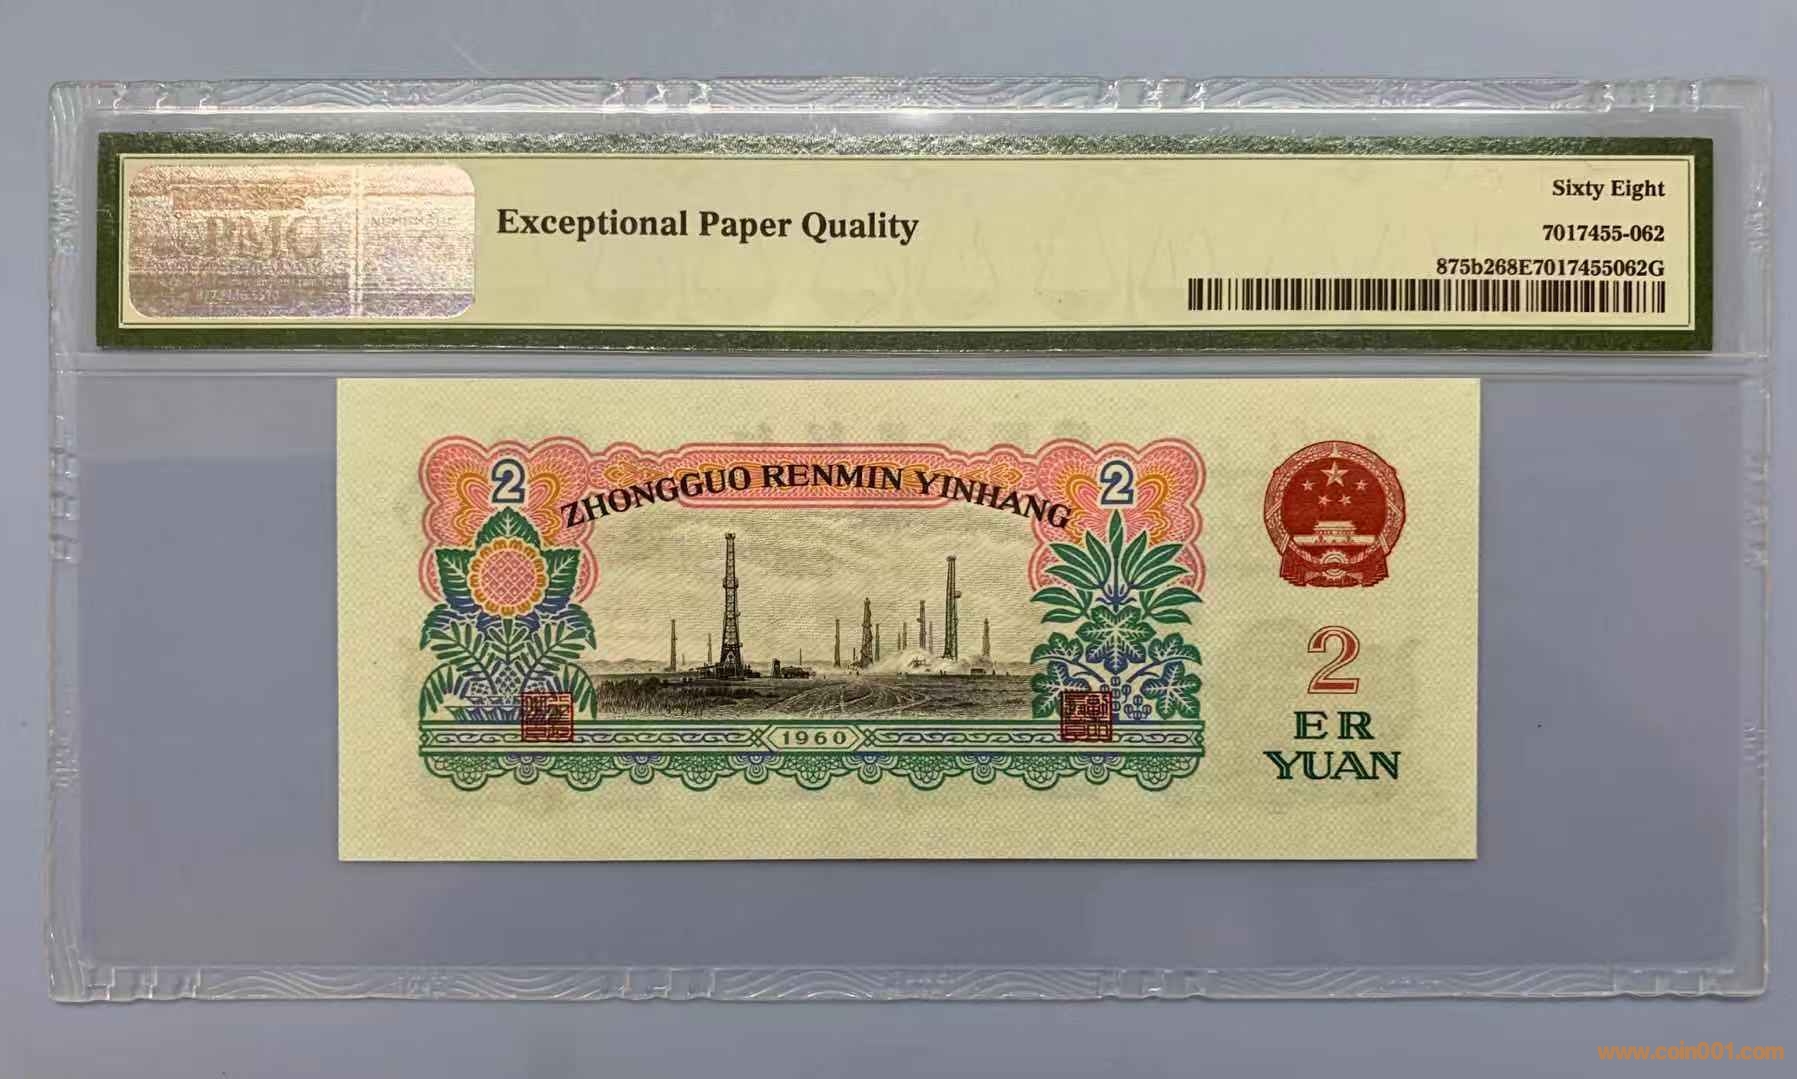 PMG
Exceptional Paper Quality
Sixty Eight
7017455-062
875b268E7017455062G
2
ZHONGGUO RENMIN YINHANG
2
1960
2
ER
YUAN
www.coin001.com